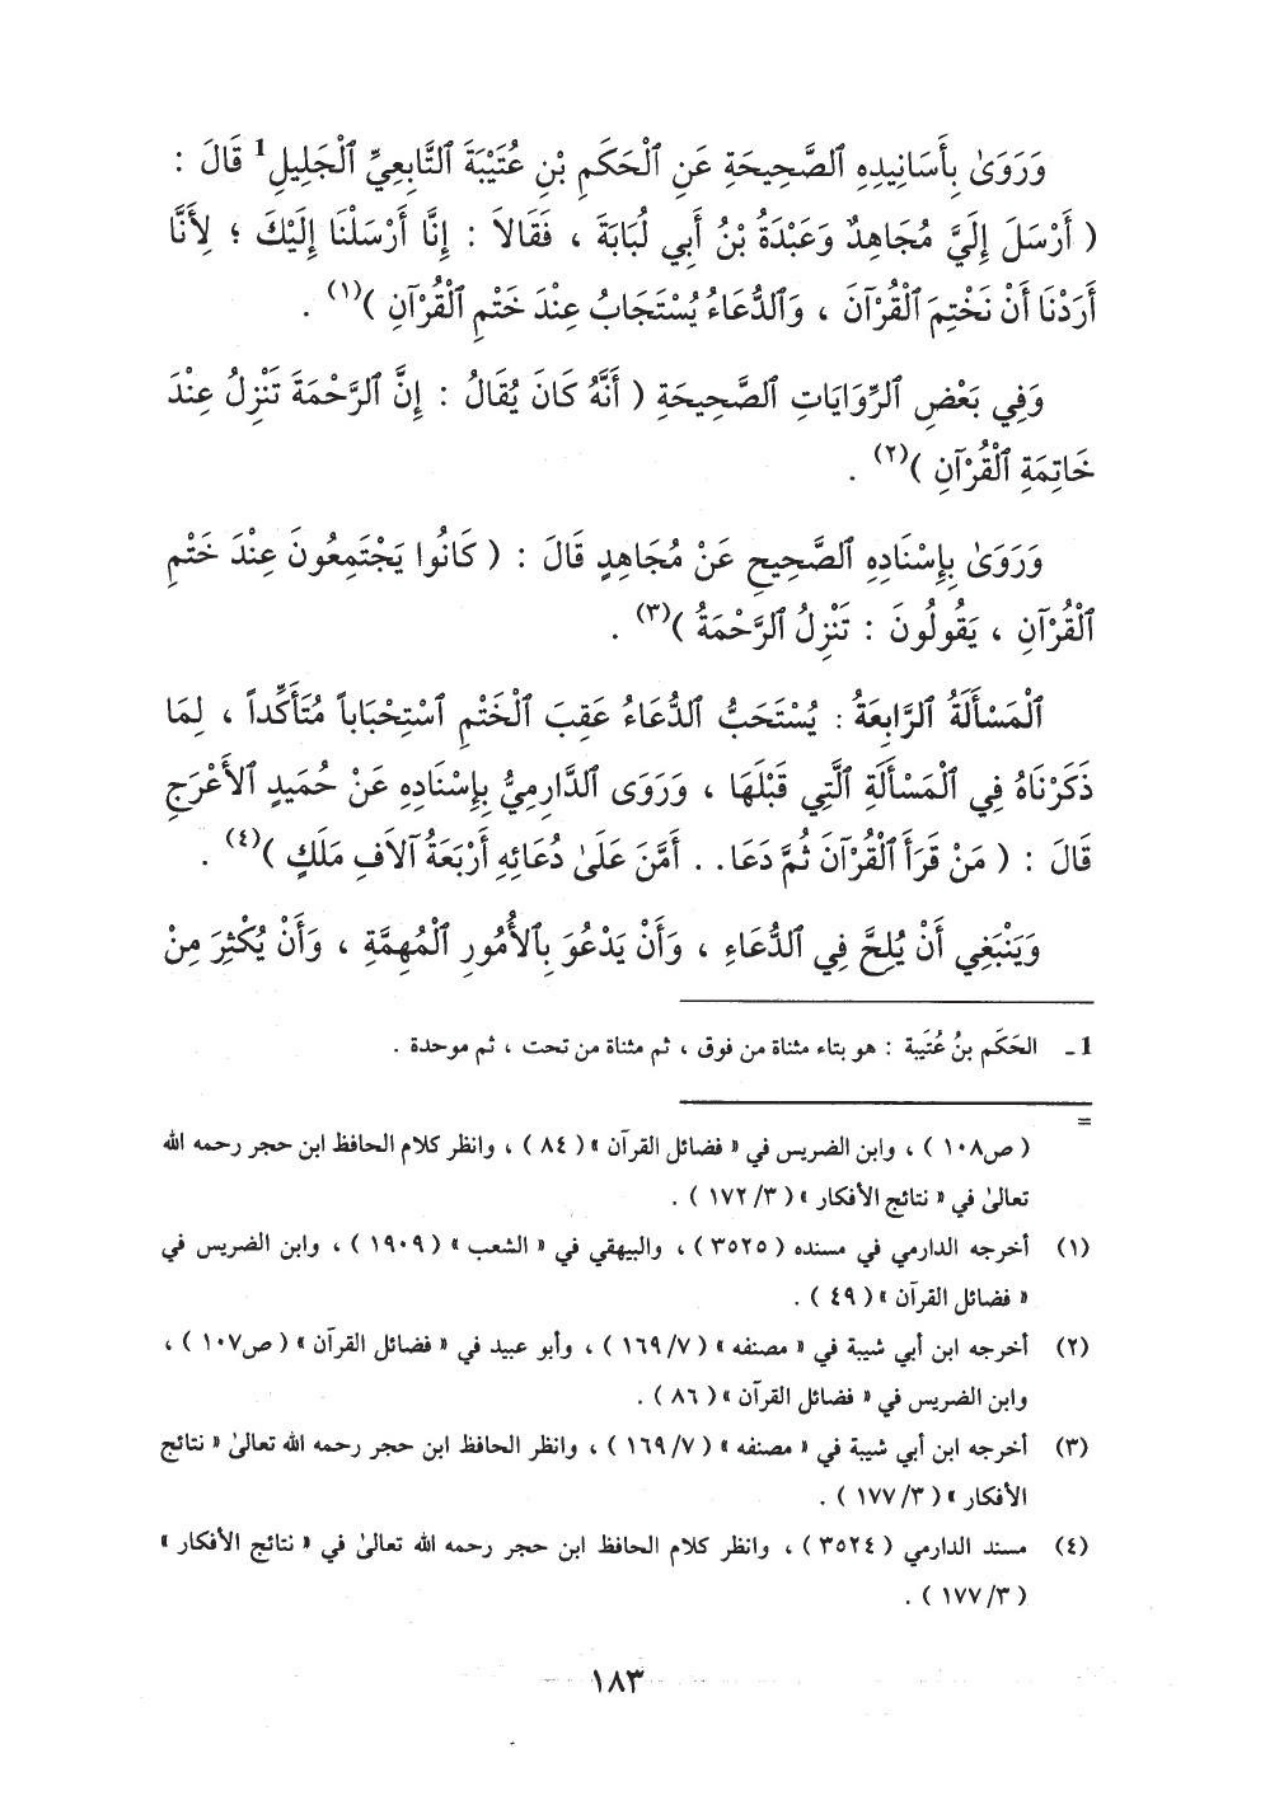 وَرَوَىٰ بِأَسَانِيدِهِ ٱلصَّحِيحَةِ عَنِ ٱلْحَكَمِ بْنِ عُتَيْبَةَ ٱلتَّابِعِيِّ ٱلْجَلِيلِ1 قَالَ :
( أَرْسَلَ إِلَيَّ مُجَاهِدٌ وَعَبْدَةُ بْنُ أَبِي لُبَابَةَ ، فَقَالاَ : إِنَّا أَرْسَلْنَا إِلَيْكَ ؛ لِأَنَّا
أَرَدْنَا أَنْ نَخْتِمَ ٱلْقُرْآنَ ، وَٱلدُّعَاءُ يُسْتَجَابُ عِنْدَ خَتْمِ ٱلْقُرْآنِ )(١) .
وَفِي بَعْضِ ٱلرِّوَايَاتِ ٱلصَّحِيحَةِ ( أَنَّهُ كَانَ يُقَالُ : إِنَّ ٱلرَّحْمَةَ تَنْزِلُ عِنْدَ
خَاتِمَةِ ٱلْقُرْآنِ )(٢) .
وَرَوَىٰ بِإِسْنَادِهِ ٱلصَّحِيحِ عَنْ مُجَاهِدٍ قَالَ : ( كَانُوا يَجْتَمِعُونَ عِنْدَ خَتْمِ
ٱلْقُرْآنِ ، يَقُولُونَ : تَنْزِلُ ٱلرَّحْمَةُ )(٣) .
ٱلْمَسْأَلَةُ ٱلرَّابِعَةُ : يُسْتَحَبُّ ٱلدُّعَاءُ عَقِبَ ٱلْخَتْمِ ٱسْتِحْبَاباً مُتَأَكِّداً ، لِمَا
ذَكَرْنَاهُ فِي ٱلْمَسْأَلَةِ ٱلَّتِي قَبْلَهَا ، وَرَوَى ٱلدَّارِمِيُّ بِإِسْنَادِهِ عَنْ حُمَيدٍ ٱلأَعْرَجِ
قَالَ : ( مَنْ قَرَأَ ٱلْقُرْآنَ ثُمَّ دَعَا . . أَمَّنَ عَلَىٰ دُعَائِهِ أَرْبَعَةُ آلاَفِ مَلَكٍ )(٤) .
وَيَنْبَغِي أَنْ يُلِحَّ فِي ٱلدُّعَاءِ ، وَأَنْ يَدْعُوَ بِٱلأُمُورِ ٱلْمُهِمَّةِ ، وَأَنْ يُكْثِرَ مِنْ
1ـ الحَكَم بنُ عُتَيبة : هو بتاء مثناة من فوق ، ثم مثناة من تحت ، ثم موحدة .
=
( ص١٠٨ ) ، وابن الضريس في « فضائل القرآن » ( ٨٤ ) ، وانظر كلام الحافظ ابن حجر رحمه الله
تعالىٰ في « نتائج الأفكار » ( ٣/ ١٧٢ ) .
(١) أخرجه الدارمي في مسنده ( ٣٥٢٥ ) ، والبيهقي في « الشعب » ( ١٩٠٩ ) ، وابن الضريس في
« فضائل القرآن » ( ٤٩ ) .
(٢) أخرجه ابن أبي شيبة في « مصنفه » ( ٧/ ١٦٩ ) ، وأبو عبيد في « فضائل القرآن » ( ص١٠٧ ) ،
وابن الضريس في « فضائل القرآن » ( ٨٦ ) .
(٣) أخرجه ابن أبي شيبة في « مصنفه » ( ٧/ ١٦٩ ) ، وانظر الحافظ ابن حجر رحمه الله تعالىٰ « نتائج
الأفكار » ( ٣/ ١٧٧ ) .
(٤) مسند الدارمي ( ٣٥٢٤ ) ، وانظر كلام الحافظ ابن حجر رحمه الله تعالىٰ في « نتائج الأفكار »
( ٣/ ١٧٧ ) .
١٨٣